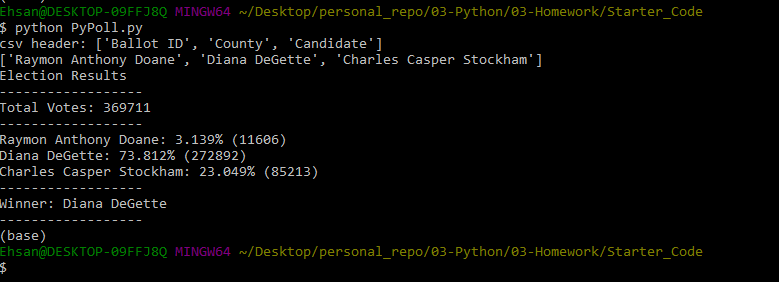 Ehsan@DESKTOP-09FFJ8Q MINGW64 ~/Desktop/personal_repo/03-Python/03-Homework/Starter_Code
$ python PyPoll.py
csv header: ['Ballot ID', 'County', 'Candidate']
['Raymon Anthony Doane', 'Diana DeGette', 'Charles Casper Stockham']
Election Results
------------------
Total Votes: 369711
------------------
Raymon Anthony Doane: 3.139% (11606)
Diana DeGette: 73.812% (272892)
Charles Casper Stockham: 23.049% (85213)
------------------
Winner: Diana DeGette
------------------
(base)
Ehsan@DESKTOP-09FFJ8Q MINGW64 ~/Desktop/personal_repo/03-Python/03-Homework/Starter_Code
$